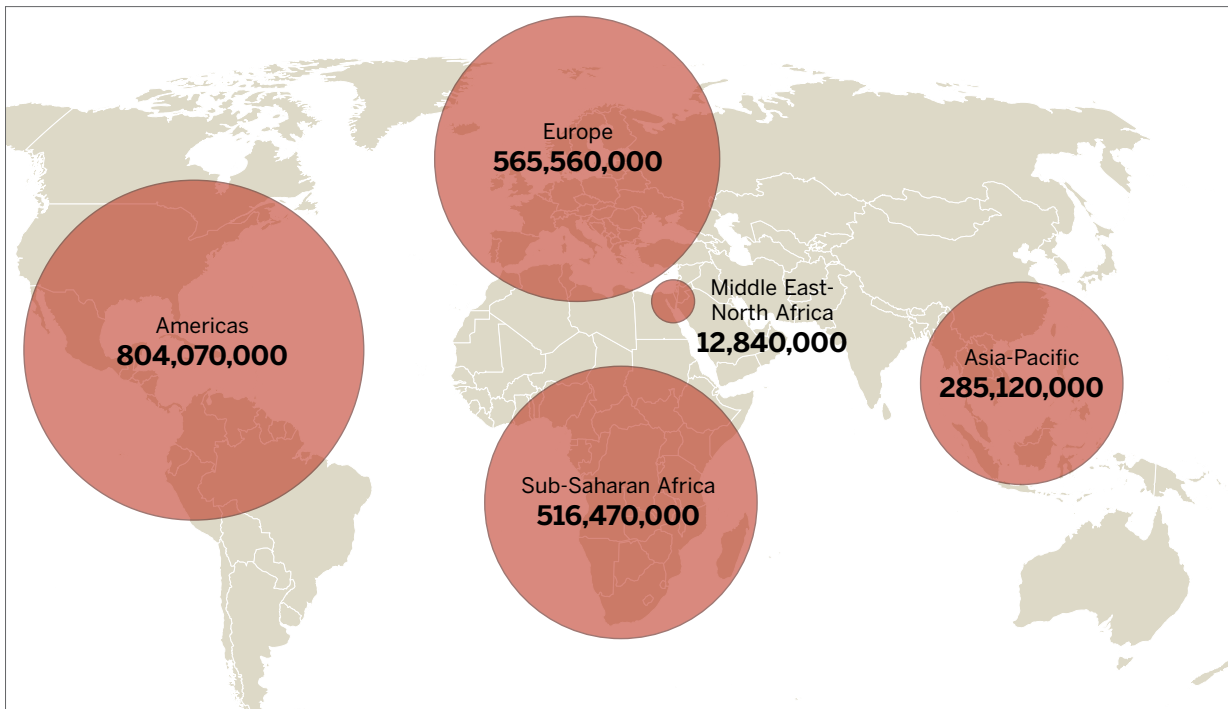 Europe
565,560,000
Americas
804,070,000
Middle East-
North Africa
12,840,000
Asia-Pacific
285,120,000
Sub-Saharan Africa
516,470,000